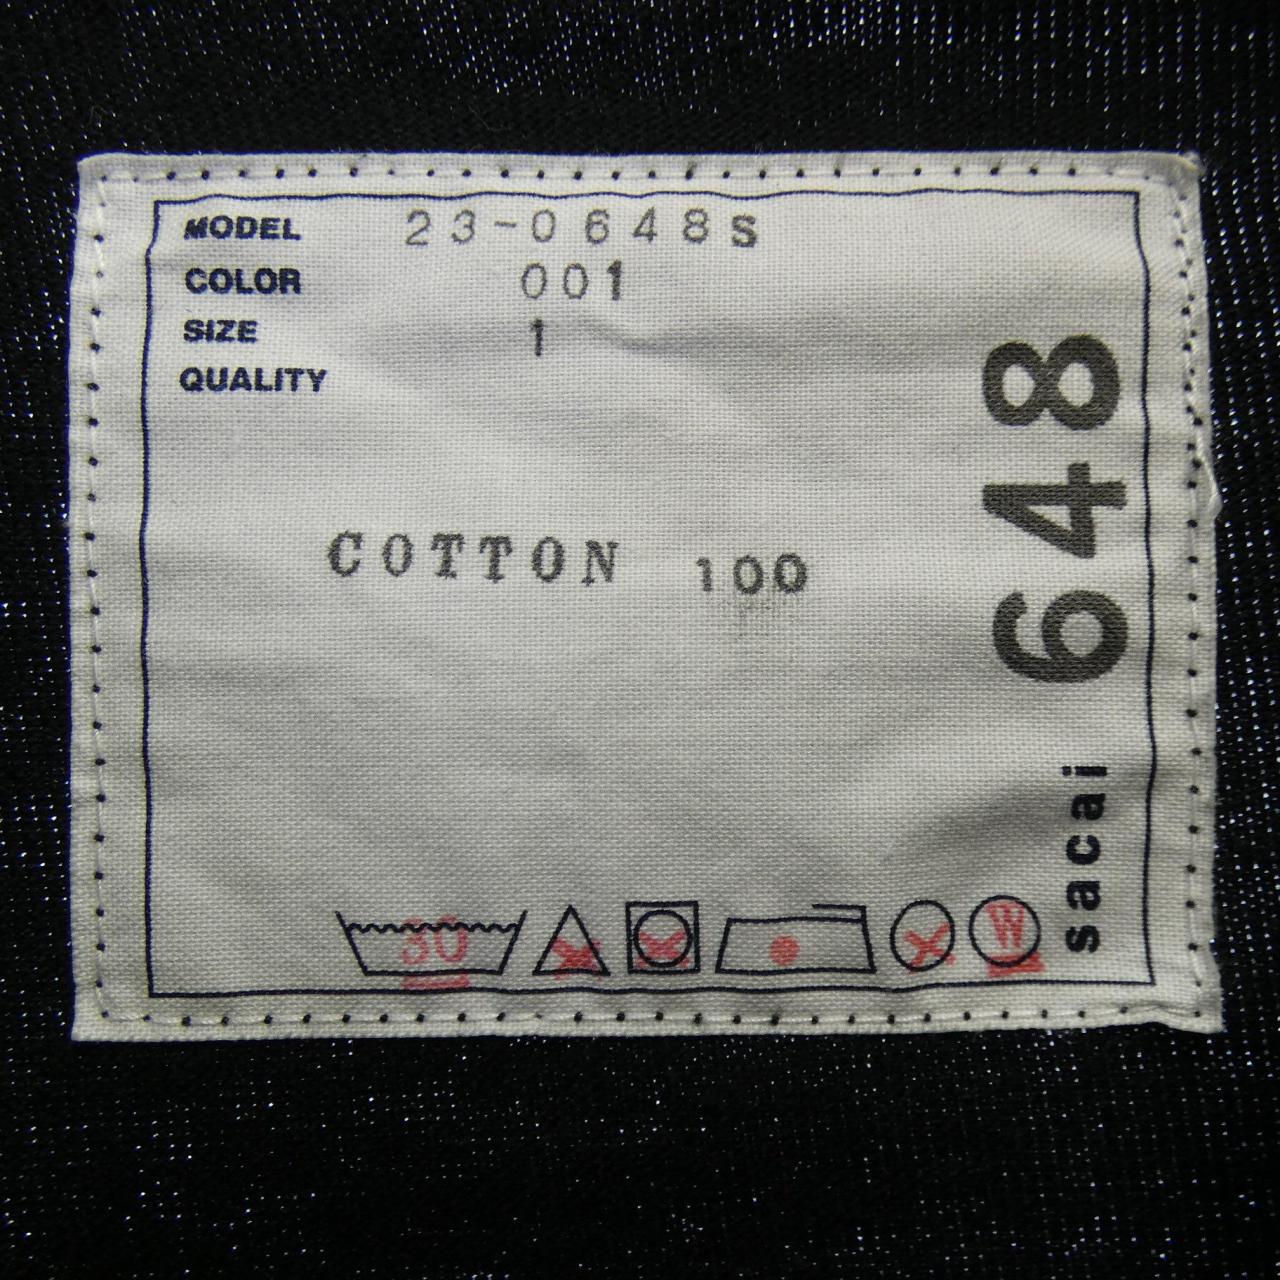 MODEL 23-0648S
COLOR 001
SIZE 1
QUALITY
COTTON 100
sacai 648
30
W